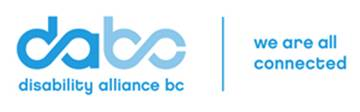 dabc
disability alliance bc
we are all
connected